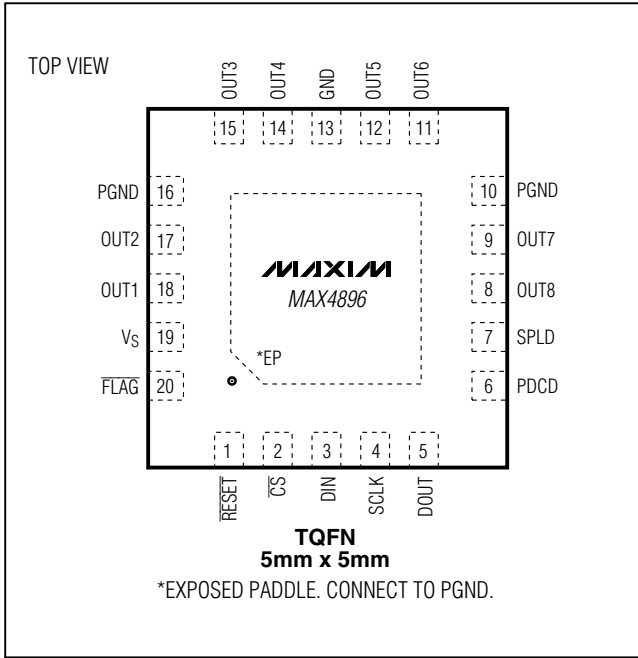 TOP VIEW
OUT3
OUT4
GND
OUT5
OUT6
15
14
13
12
11
PGND 16
OUT2 17
OUT1 18
VS 19
FLAG 20
10 PGND
9 OUT7
8 OUT8
7 SPLD
6 PDCD
MAXIM
MAX4896
*EP
1
2
3
4
5
RESET
CS
DIN
SCLK
DOUT
TQFN
5mm x 5mm
*EXPOSED PADDLE. CONNECT TO PGND.